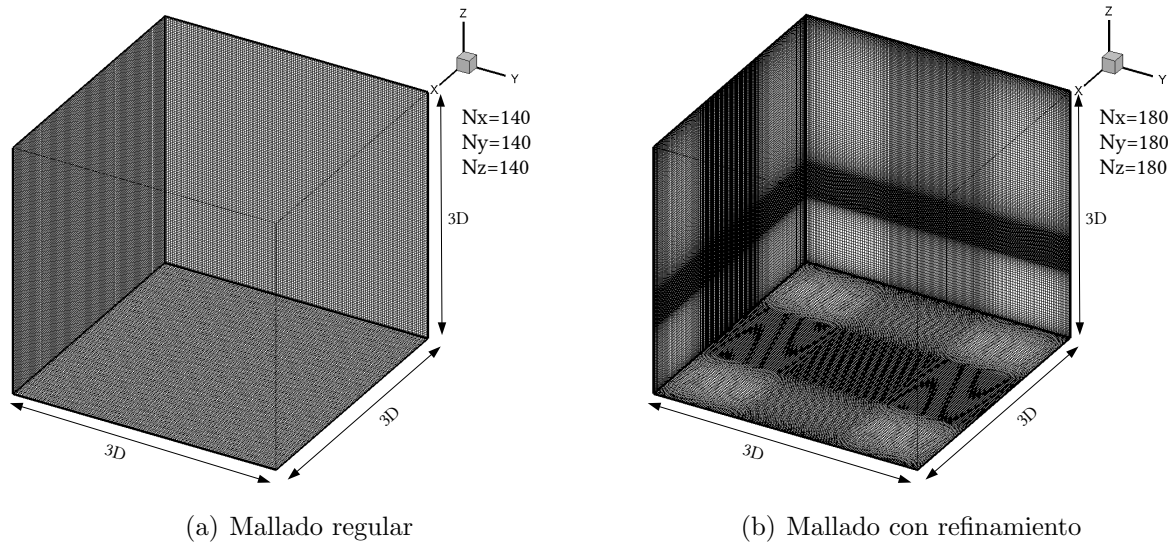 Z
X
Y
Nx=140
Ny=140
Nz=140
3D
3D
3D
(a) Mallado regular
Z
X
Y
Nx=180
Ny=180
Nz=180
3D
3D
3D
(b) Mallado con refinamiento